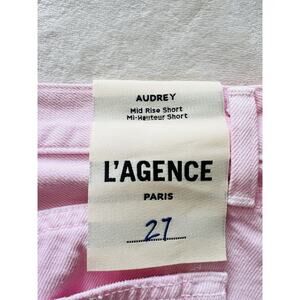 AUDREY
Mid Rise Short
Mi-Hauteur Short
L'AGENCE
PARIS
27